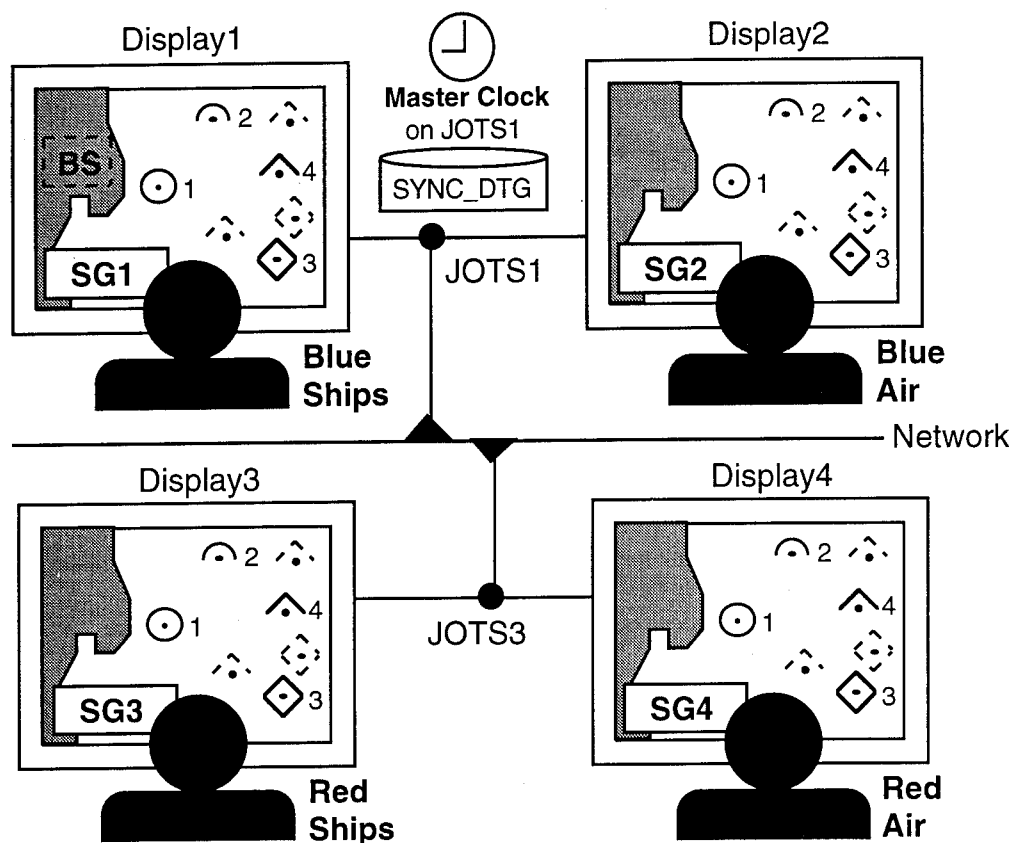 Display1
Display2
Master Clock
on JOTS1
SYNC_DTG
BS
2
4
1
3
SG1
2
4
1
3
SG2
JOTS1
Blue
Ships
Blue
Air
Network
Display3
Display4
2
4
1
3
SG3
2
4
1
3
SG4
JOTS3
Red
Ships
Red
Air